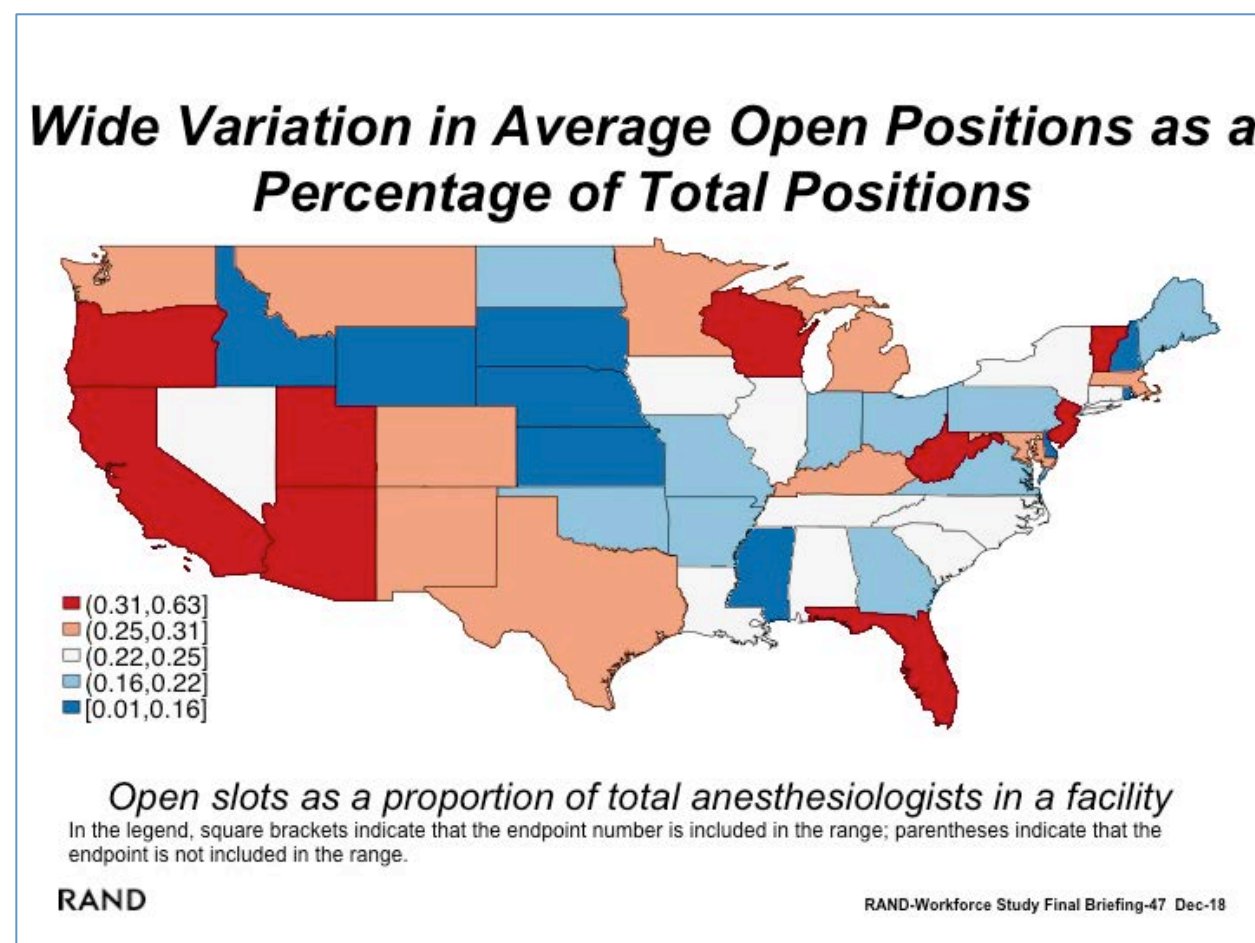 Wide Variation in Average Open Positions as a
Percentage of Total Positions
(0.31,0.63]
(0.25,0.31]
(0.22,0.25]
(0.16,0.22]
[0.01,0.16]
Open slots as a proportion of total anesthesiologists in a facility
In the legend, square brackets indicate that the endpoint number is included in the range; parentheses indicate that the
endpoint is not included in the range.
RAND
RAND-Workforce Study Final Briefing-47 Dec-18